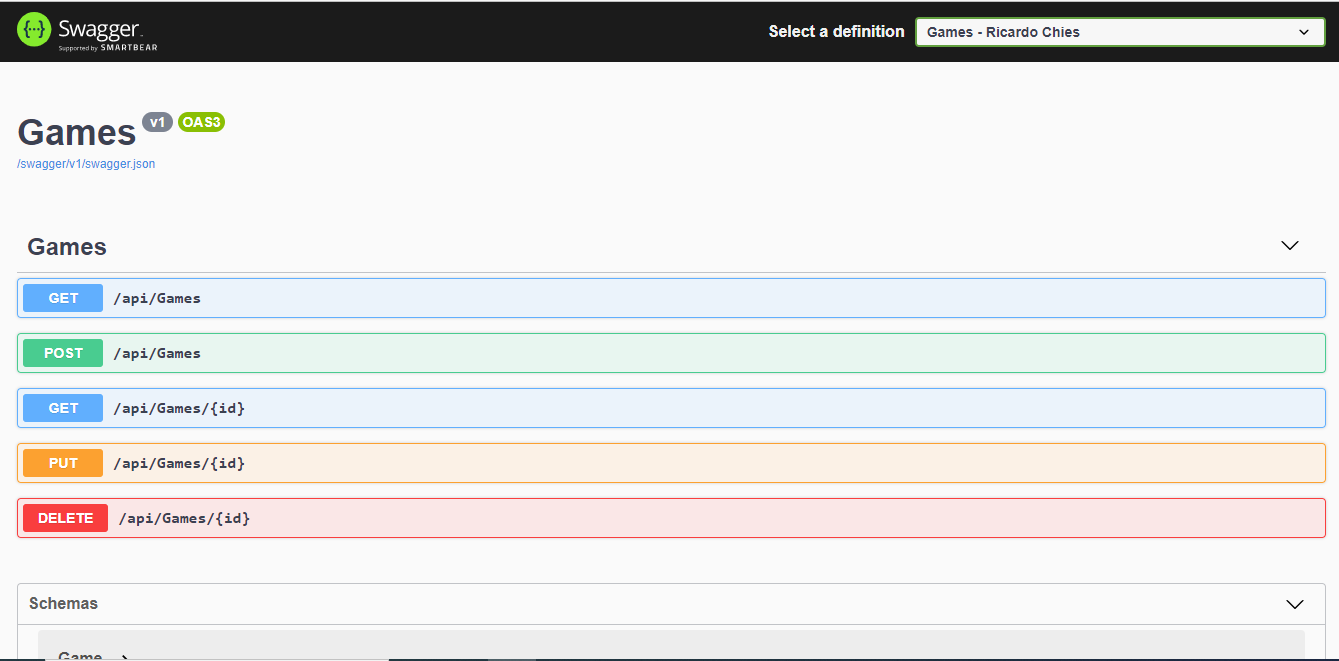 Swagger
Supported by SMARTBEAR
Select a definition
Games - Ricardo Chies
Games v1 OAS3
/swagger/v1/swagger.json
Games
GET /api/Games
POST /api/Games
GET /api/Games/{id}
PUT /api/Games/{id}
DELETE /api/Games/{id}
Schemas
Game